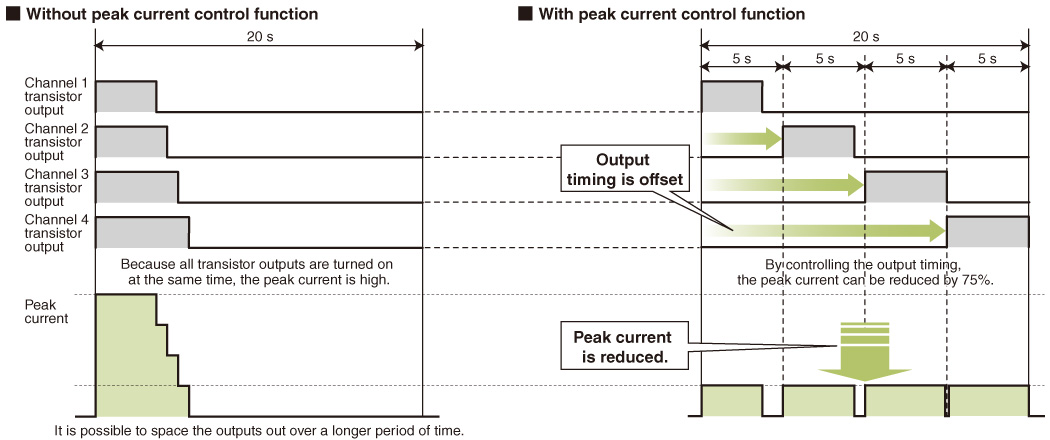 ■ Without peak current control function
20 s
Channel 1
transistor
output
Channel 2
transistor
output
Channel 3
transistor
output
Channel 4
transistor
output
Because all transistor outputs are turned on
at the same time, the peak current is high.
Peak
current
It is possible to space the outputs out over a longer period of time.
■ With peak current control function
20 s
5 s
5 s
5 s
5 s
Output
timing is offset
By controlling the output timing,
the peak current can be reduced by 75%.
Peak current
is reduced.